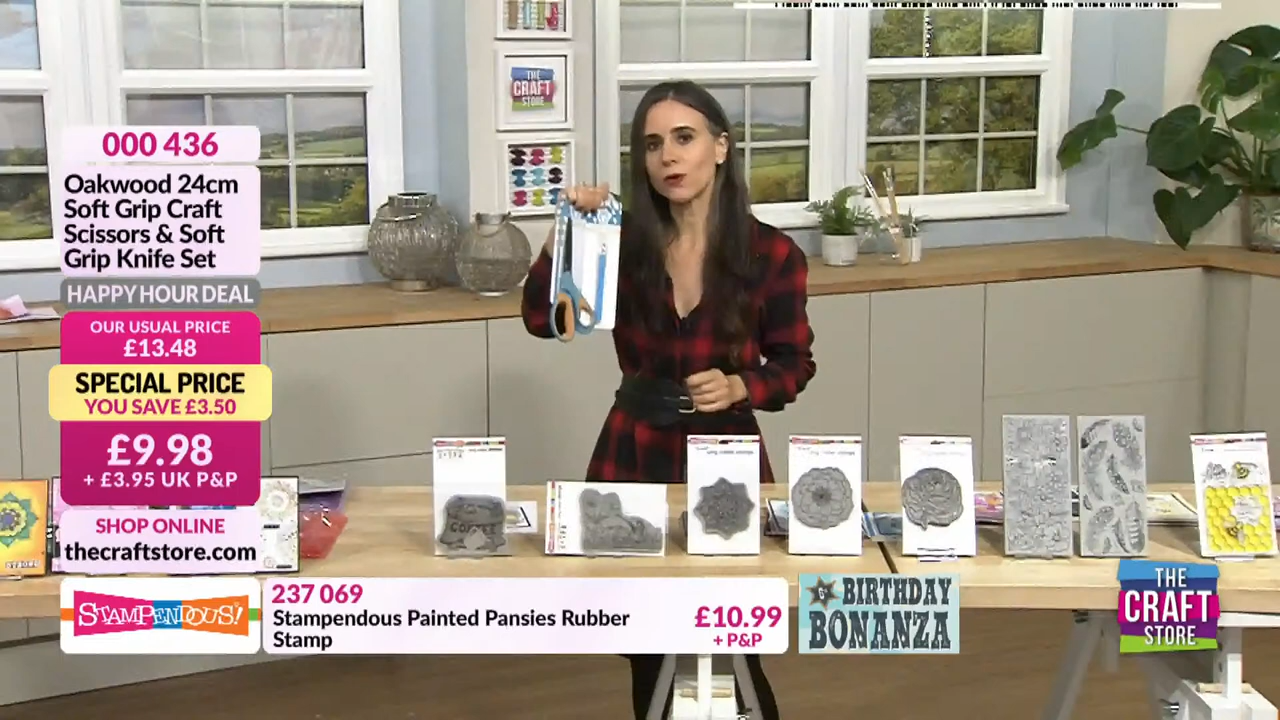 THE
CRAFT
STORE
000 436
Oakwood 24cm
Soft Grip Craft
Scissors & Soft
Grip Knife Set
HAPPY HOUR DEAL
OUR USUAL PRICE
£13.48
SPECIAL PRICE
YOU SAVE £3.50
£9.98
+ £3.95 UK P&P
SHOP ONLINE
thecraftstore.com
COFFEE
STAMPENDOUS!
237 069
Stampendous Painted Pansies Rubber
Stamp
£10.99
+ P&P
BIRTHDAY
BONANZA
THE
CRAFT
STORE